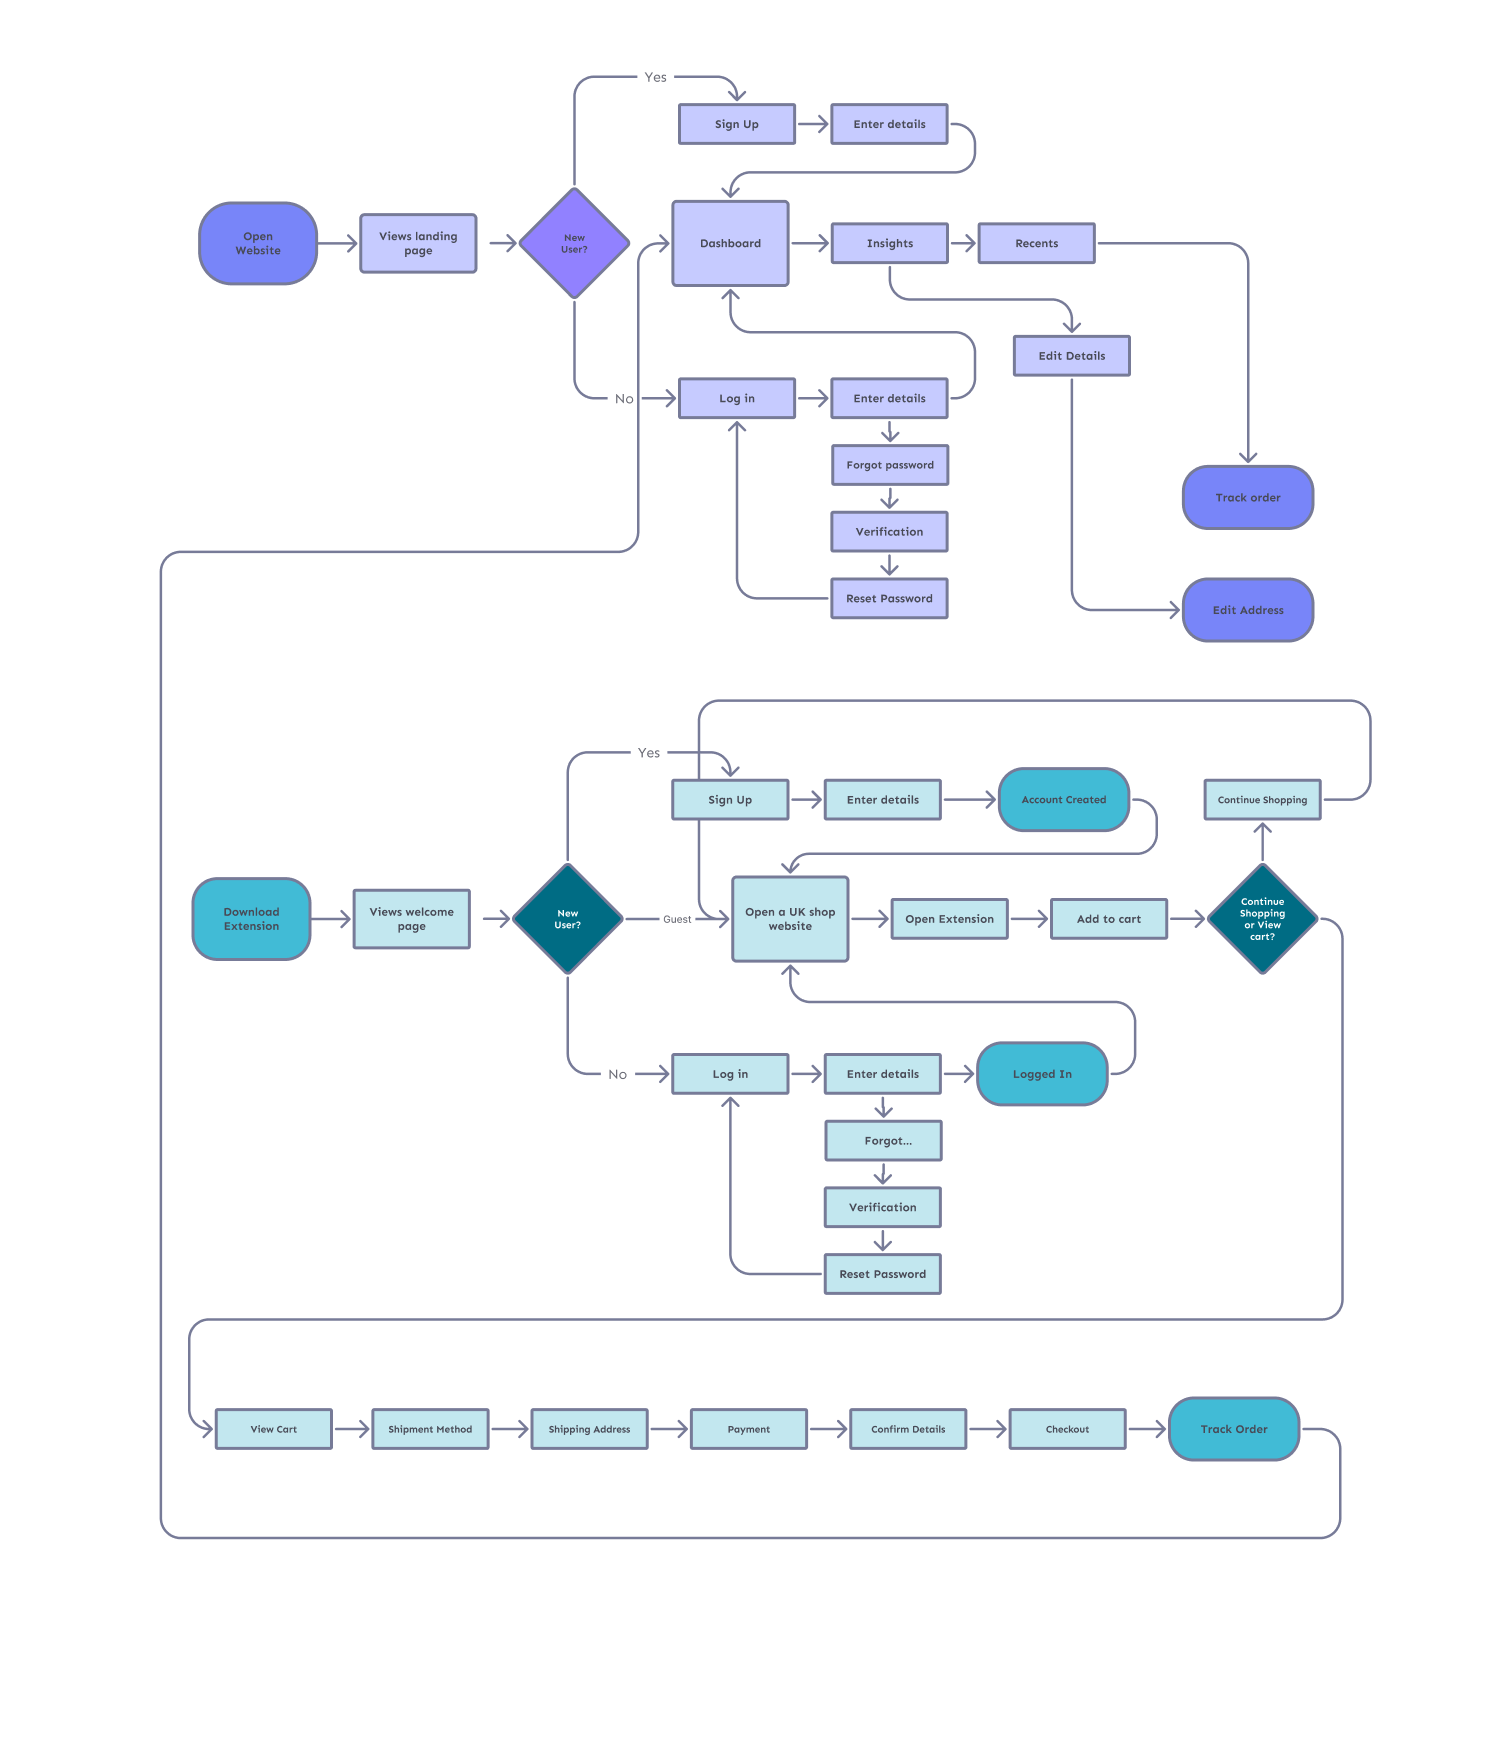 Yes
Sign Up
Enter details
Open
Website
Views landing
page
New
User?
Dashboard
Insights
Recents
Edit Details
No
Log in
Enter details
Forgot password
Verification
Reset Password
Track order
Edit Address
Yes
Sign Up
Enter details
Account Created
Continue Shopping
Download
Extension
Views welcome
page
New
User?
Guest
Open a UK shop
website
Open Extension
Add to cart
Continue
Shopping
or View
cart?
No
Log in
Enter details
Logged In
Forgot...
Verification
Reset Password
View Cart
Shipment Method
Shipping Address
Payment
Confirm Details
Checkout
Track Order